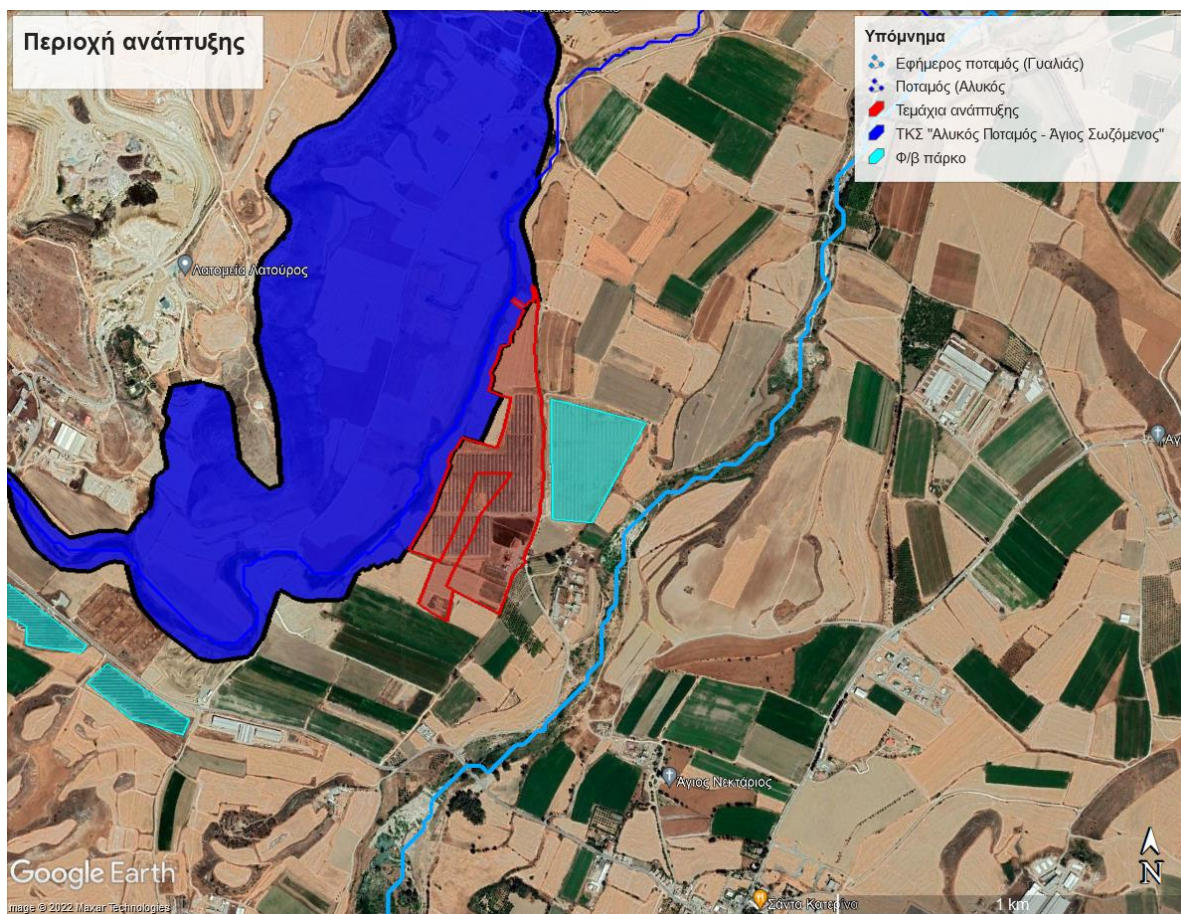 Περιοχή ανάπτυξης
Υπόμνημα
Εφήμερος ποταμός (Γυαλιάς)
Ποταμός (Αλυκός
Τεμάχια ανάπτυξης
ΤΚΣ "Αλυκός Ποταμός - Άγιος Σωζόμενος"
Φ/β πάρκο
Λατομεία Λατούρος
Άγιος Νεκτάριος
Σάντα Κατερίνα
Google Earth
Image © 2022 Maxar Technologies
1 km
N